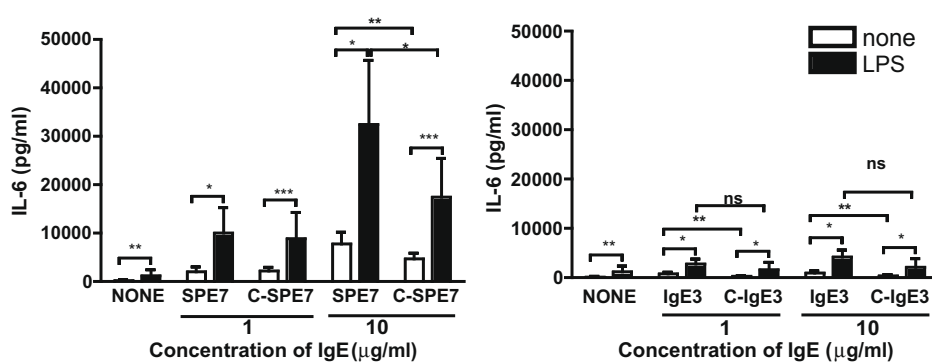 **
50000
*
*
40000
30000
***
20000
*
***
10000
**
0
NONE
SPE7
C-SPE7
SPE7
C-SPE7
1
10
Concentration of IgE (μg/ml)
IL-6 (pg/ml)
50000
none
LPS
40000
30000
ns
20000
ns
**
**
10000
**
*
*
*
*
0
NONE
IgE3
C-IgE3
IgE3
C-IgE3
1
10
Concentration of IgE (μg/ml)
IL-6 (pg/ml)